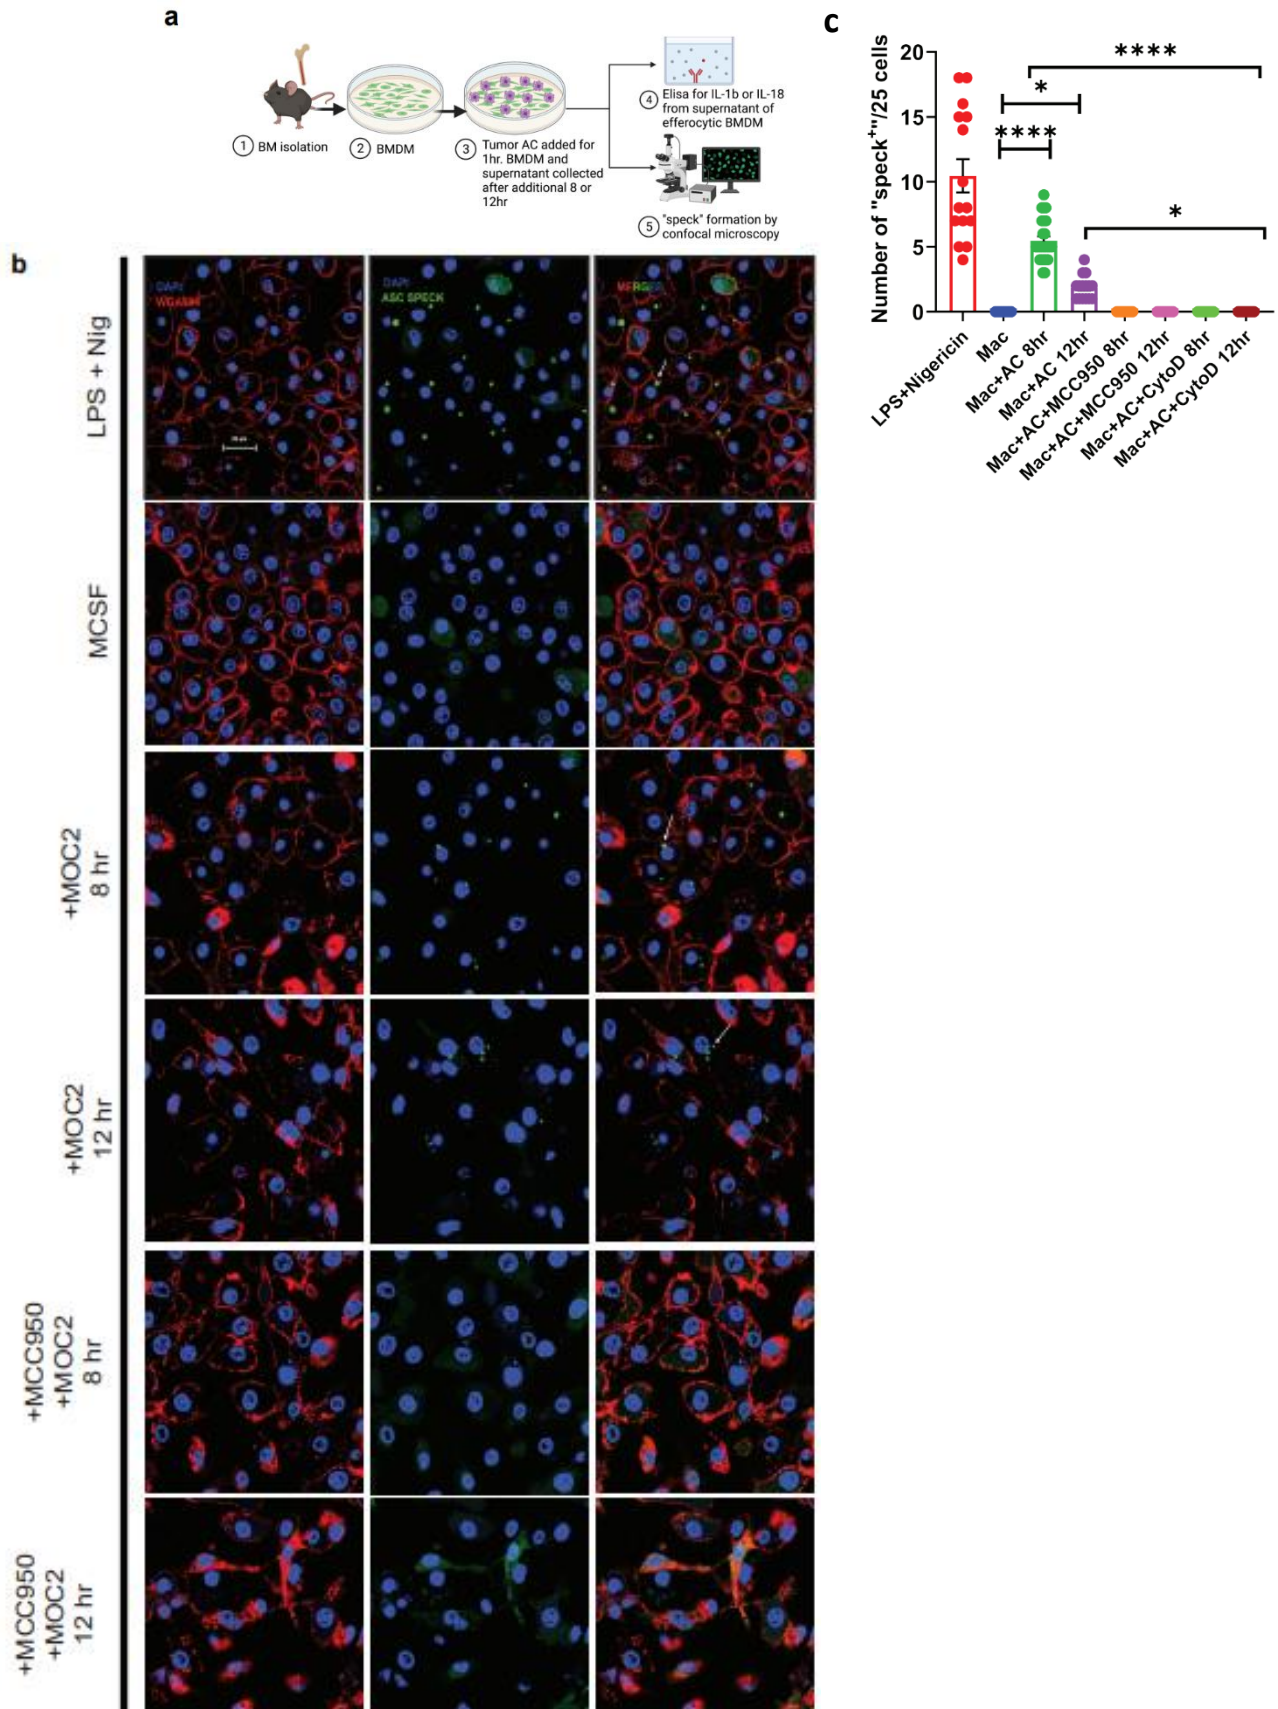 a
1 BM isolation
2 BMDM
3 Tumor AC added for
1hr. BMDM and
supernatant collected
after additional 8 or
12hr
4 Elisa for IL-1b or IL-18
from supernatant of
efferocytic BMDM
5 "speck" formation by
confocal microscopy
c
Number of "speck+"/25 cells
20
15
10
5
0
****
*
****
*
LPS+Nigericin
Mac
Mac+AC 8hr
Mac+AC 12hr
Mac+AC+MCC950 8hr
Mac+AC+MCC950 12hr
Mac+AC+CytoD 8hr
Mac+AC+CytoD 12hr
b
LPS + Nig
DAPI
DAPI
ASC SPECK
MCSF
+MOC2
8 hr
+MOC2
12 hr
+MCC950
+MOC2
8 hr
+MCC950
+MOC2
12 hr